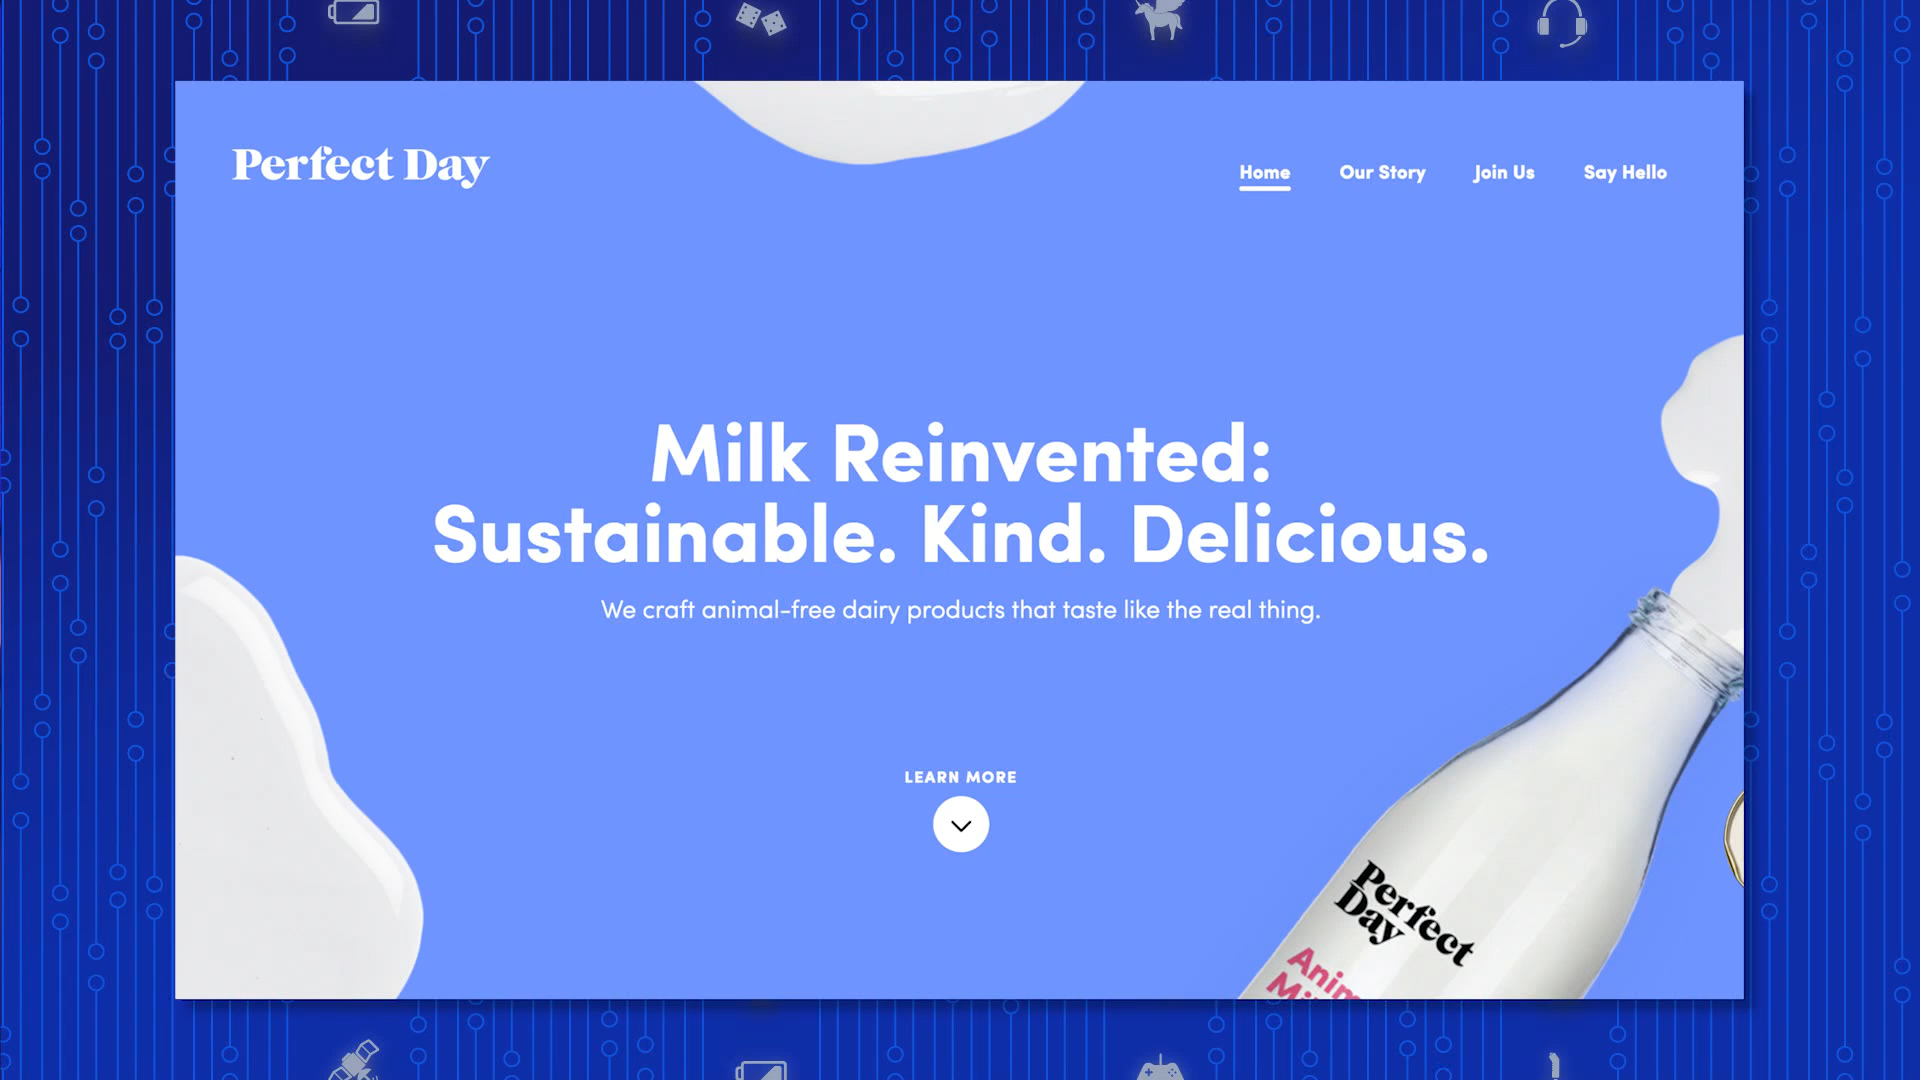 Perfect Day
Home Our Story Join Us Say Hello
Milk Reinvented:
Sustainable. Kind. Delicious.
We craft animal-free dairy products that taste like the real thing.
LEARN MORE
Perfect
Day